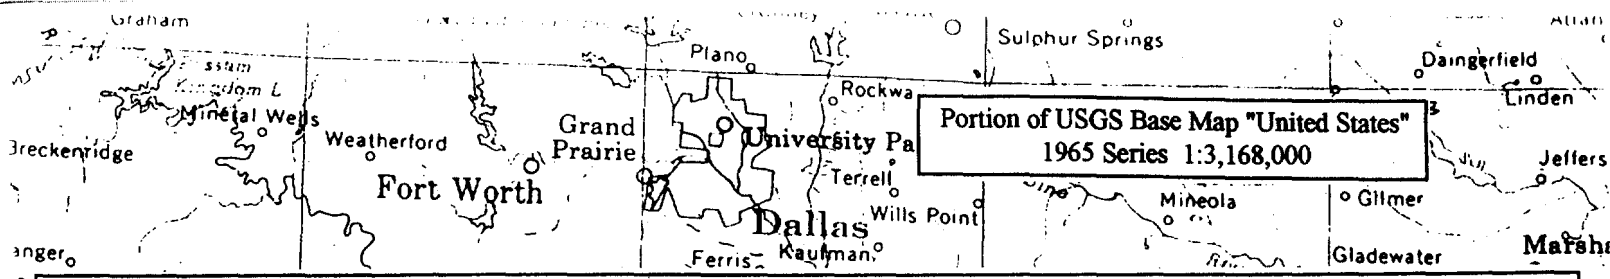 Graham
Sulphur Springs
Plano
Daingerfield
Kingdom L
Rockwa
Linden
Mineral Wells
Portion of USGS Base Map "United States"
1965 Series 1:3,168,000
Grand
Prairie
University Pa
Weatherford
Breckenridge
Jeffers
Terrell
Fort Worth
Wills Point
Mineola
Gilmer
Dallas
Kaufman
Marsha
anger
Ferris
Gladewater